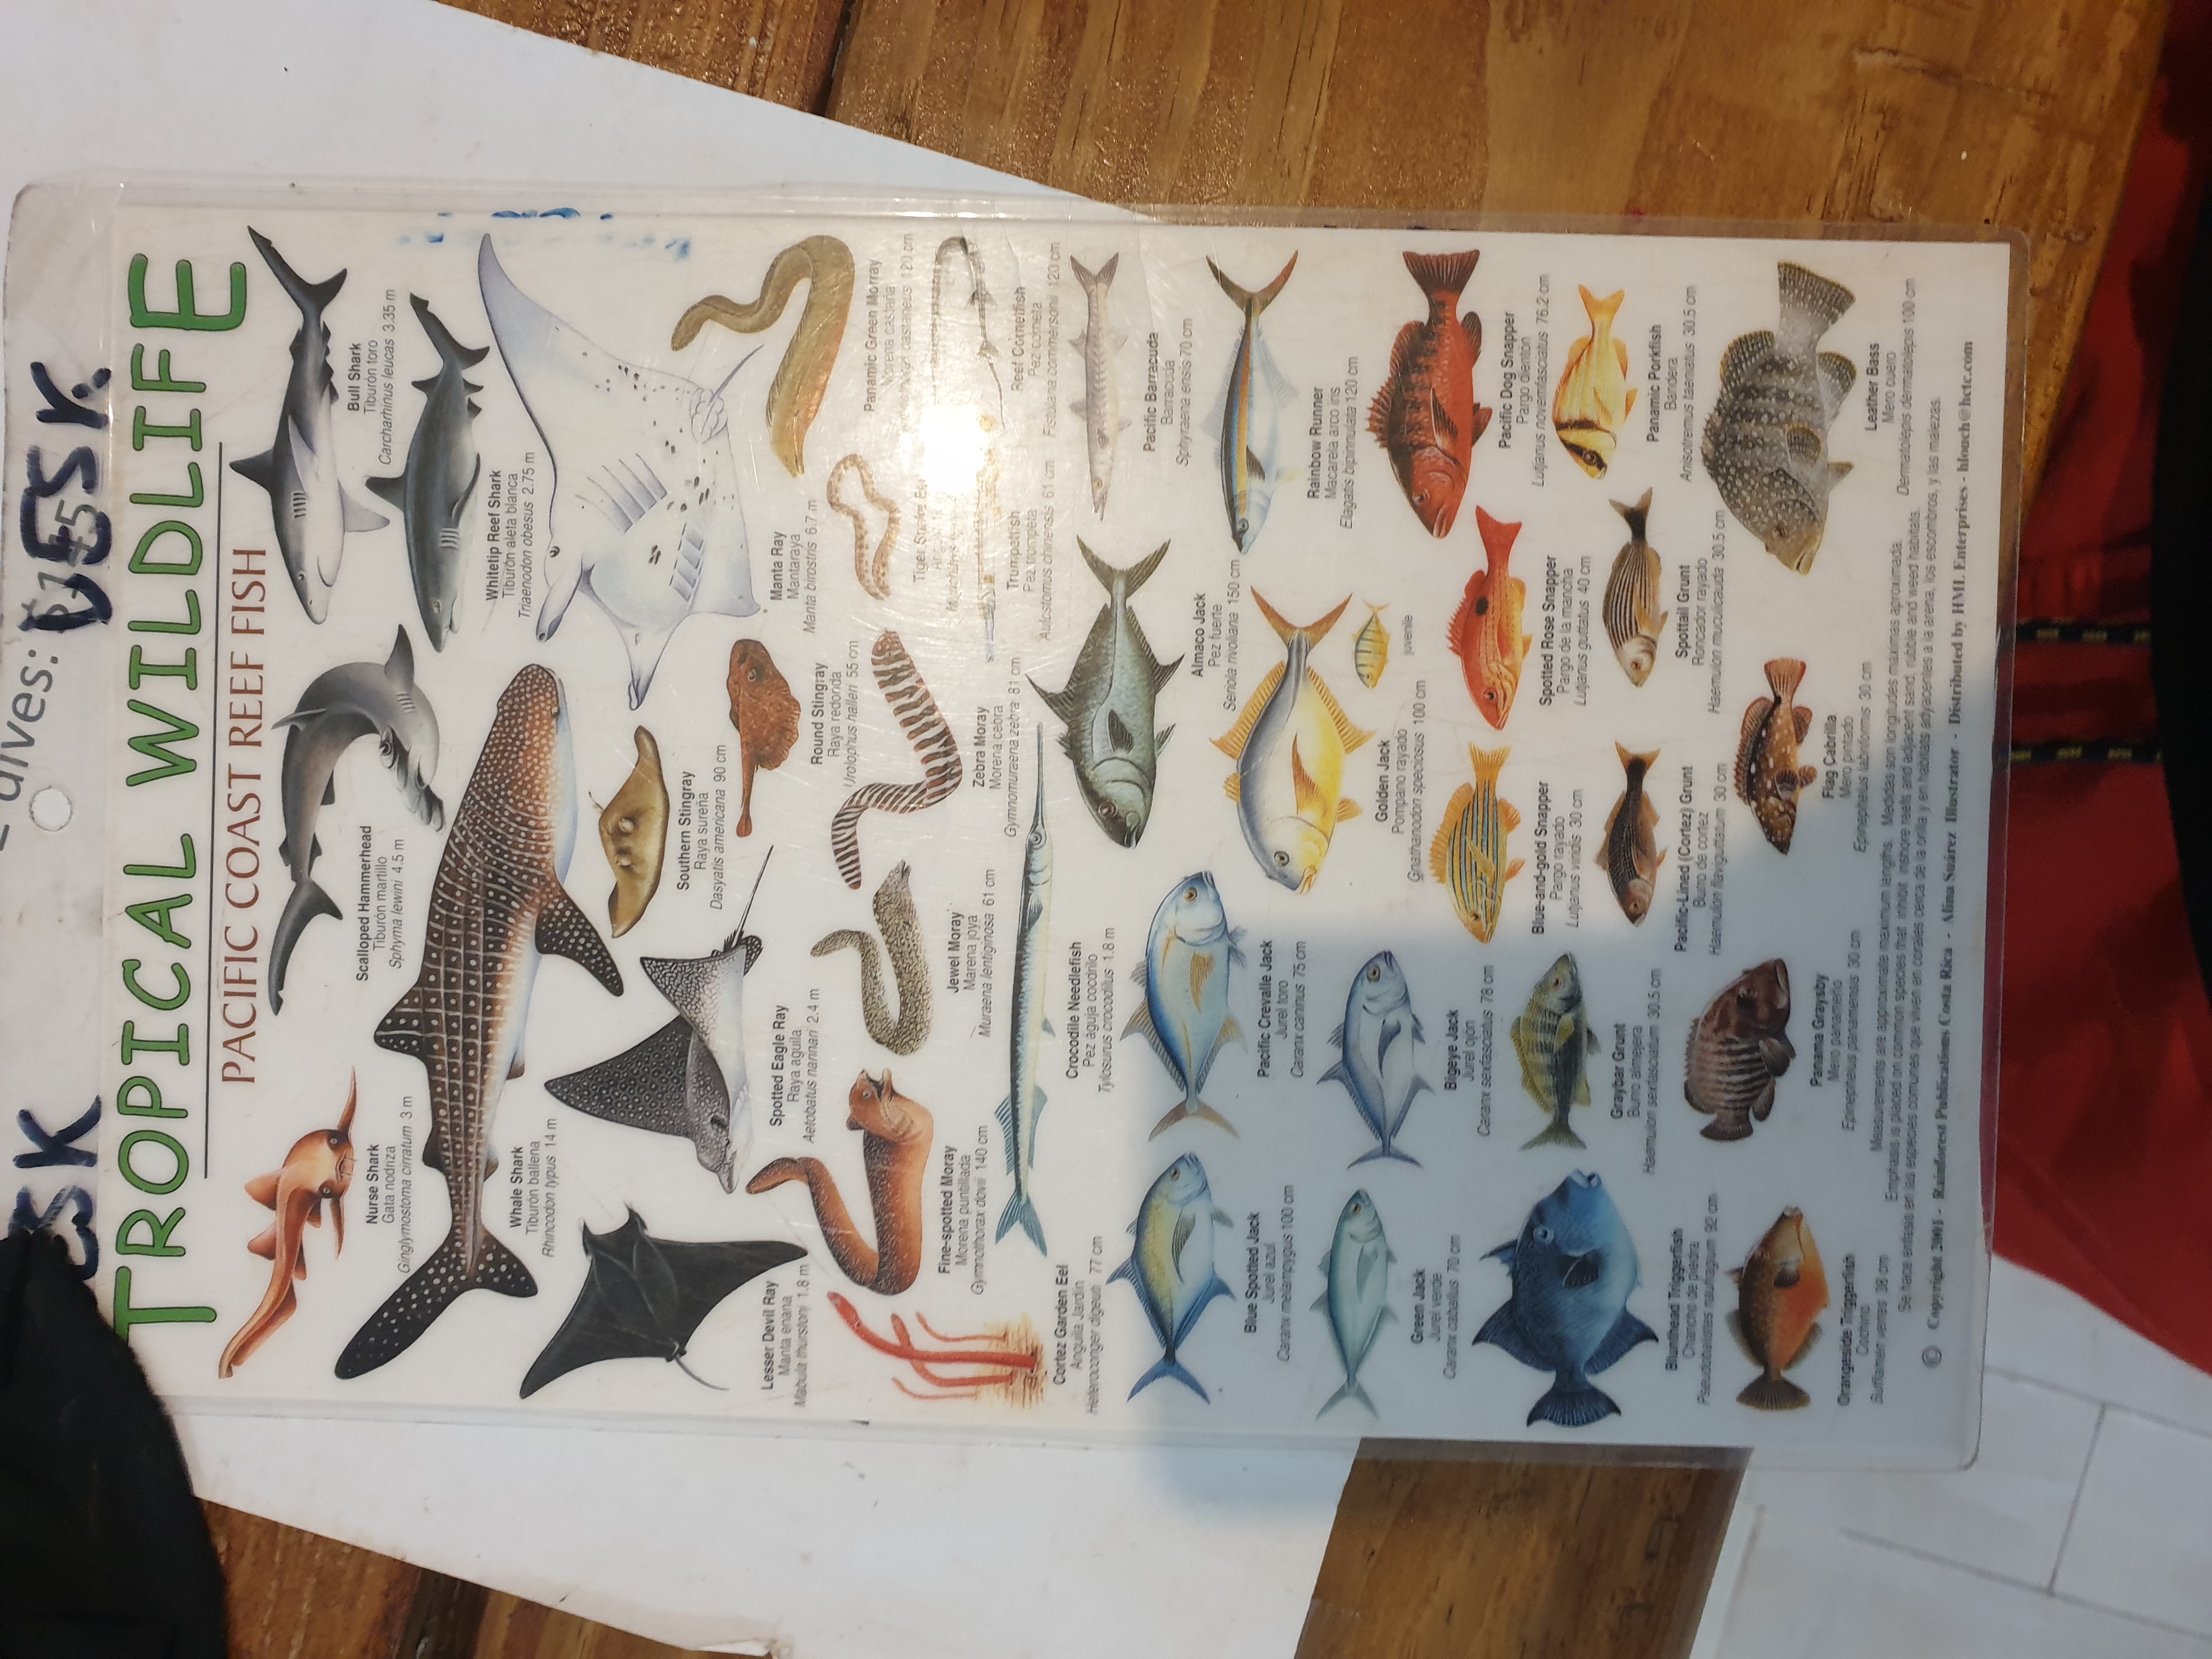 2 dives: $145
ESK
DESK
TROPICAL WILDLIFE
PACIFIC COAST REEF FISH
Nurse Shark
Gata nodriza
Ginglymostoma cirratum 3 m
Scalloped Hammerhead
Tiburón martillo
Sphyrna lewini 4.5 m
Bull Shark
Tiburón toro
Carcharhinus leucas 3.35 m
Whale Shark
Tiburón ballena
Rhincodon typus 14 m
Whitetip Reef Shark
Tiburón aleta blanca
Triaenodon obesus 2.75 m
Southern Stingray
Raya sureña
Dasyatis americana 90 cm
Lesser Devil Ray
Manta enana
Mabula thurstoni 1.8 m
Spotted Eagle Ray
Raya aguila
Aetobatus narinari 2.4 m
Round Stingray
Raya redonda
Urolophus halleri 55 cm
Manta Ray
Mantaraya
Manta birostris 6.7 m
Panamic Green Morray
Morena castaña
castaneus 120 cm
Fine-spotted Moray
Morena puntillada
Gymnothorax dovii 140 cm
Jewel Moray
Marena joya
Muraena lentiginosa 61 cm
Zebra Moray
Morena cebra
Gymnomuraena zebra 81 cm
Tiger Snake Eel
Trumpetfish
Pez trompeta
Aulostomus chinensis 61 cm
Reef Cornetfish
Pez corneta
Fistularia commersonii 120 cm
Cortez Garden Eel
Anguila Jardín
Heteroconger digeuti 77 cm
Crocodile Needlefish
Pez aguja cocdrilo
Tylosurus crocodilus 1.8 m
Almaco Jack
Pez fuerte
Seriola rivoliana 150 cm
Pacific Barracuda
Barracuda
Sphyraena ensis 70 cm
Blue Spotted Jack
Jurel azul
Caranx melampygus 100 cm
Pacific Crevalle Jack
Jurel toro
Caranx caninus 75 cm
Golden Jack
Pompano rayado
Gnathanodon speciosus 100 cm
juvenile
Rainbow Runner
Macarela arco iris
Elagatis bipinnulata 120 cm
Green Jack
Jurel verde
Caranx caballus 70 cm
Bigeye Jack
Jurel ojón
Caranx sexfasciatus 78 cm
Blue-and-gold Snapper
Pargo rayado
Lutjanus viridis 30 cm
Spotted Rose Snapper
Pargo de la mancha
Lutjanus guttatus 40 cm
Pacific Dog Snapper
Pargo dientón
Lutjanus novemfasciatus 76.2 cm
Blunthead Triggerfish
Chancho de piedra
Pseudobalistes naufragium 92 cm
Graybar Grunt
Burro almejera
Haemulon sexfasciatum 30.5 cm
Pacific-Lined (Cortez) Grunt
Burro de cortez
Haemulon flaviguttatum 30 cm
Spottail Grunt
Roncador rayado
Haemulon muculicauda 30.5 cm
Panamic Porkfish
Bandera
Anisotremus taeniatus 30.5 cm
Orangeside Triggerfish
Cochino
Sufflamen verres 38 cm
Panama Graysby
Mero panameño
Epinephelus panamensis 30 cm
Flag Cabrilla
Mero pintado
Epinephelus labriformis 30 cm
Leather Bass
Mero cuero
Dermatolepis dermatolepis 100 cm
Measurements are approximate maximum lengths. Medidas son longitudes máximas aproximada.
Emphasis is placed on common species that inhibit inshore reefs and adjacent sand, rubble and weed habitats.
Se hace énfasis en las especies comunes que viven en corales cerca de la orilla y en habitats adyacentes a la arena, los escombros, y las malezas.
© Copyright 2001 - Rainforest Publications Costa Rica - Alina Suárez Illustrator - Distributed by HML Enterprises - hlouch@hctc.com